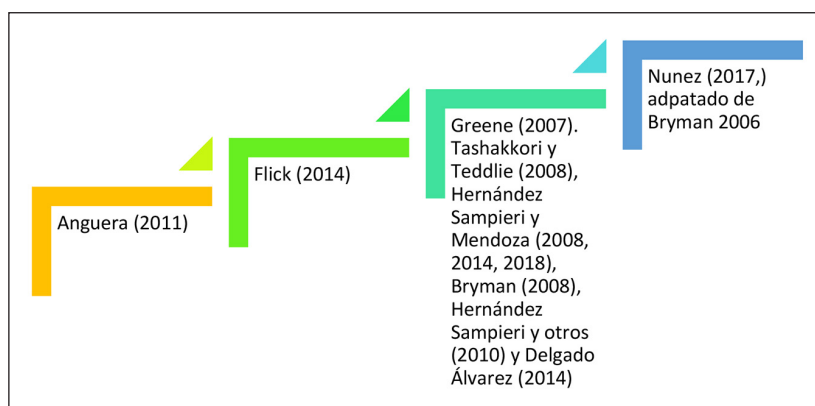 Anguera (2011)
Flick (2014)
Greene (2007).
Tashakkori y
Teddlie (2008),
Hernández
Sampieri y
Mendoza (2008,
2014, 2018),
Bryman (2008),
Hernández
Sampieri y otros
(2010) y Delgado
Álvarez (2014)
Nunez (2017,)
adpatado de
Bryman 2006